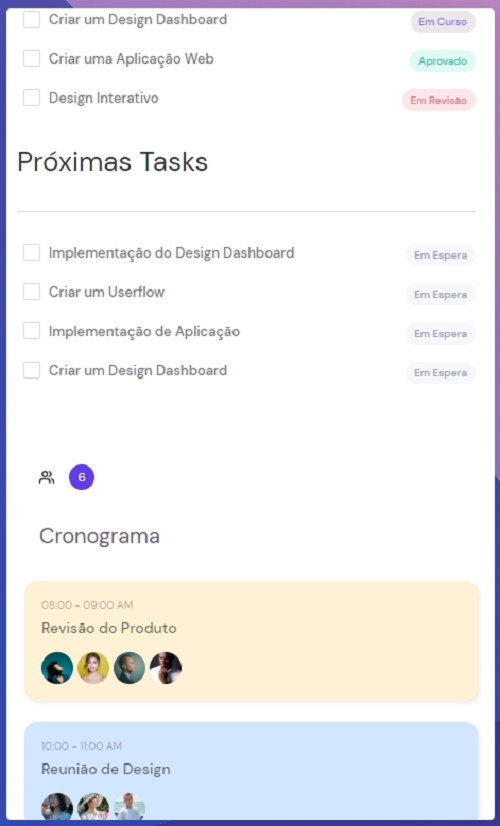 Criar um Design Dashboard
Em Curso
Criar uma Aplicação Web
Aprovado
Design Interativo
Em Revisão
Próximas Tasks
Implementação do Design Dashboard
Em Espera
Criar um Userflow
Em Espera
Implementação de Aplicação
Em Espera
Criar um Design Dashboard
Em Espera
6
Cronograma
08:00 - 09:00 AM
Revisão do Produto
10:00 - 11:00 AM
Reunião de Design